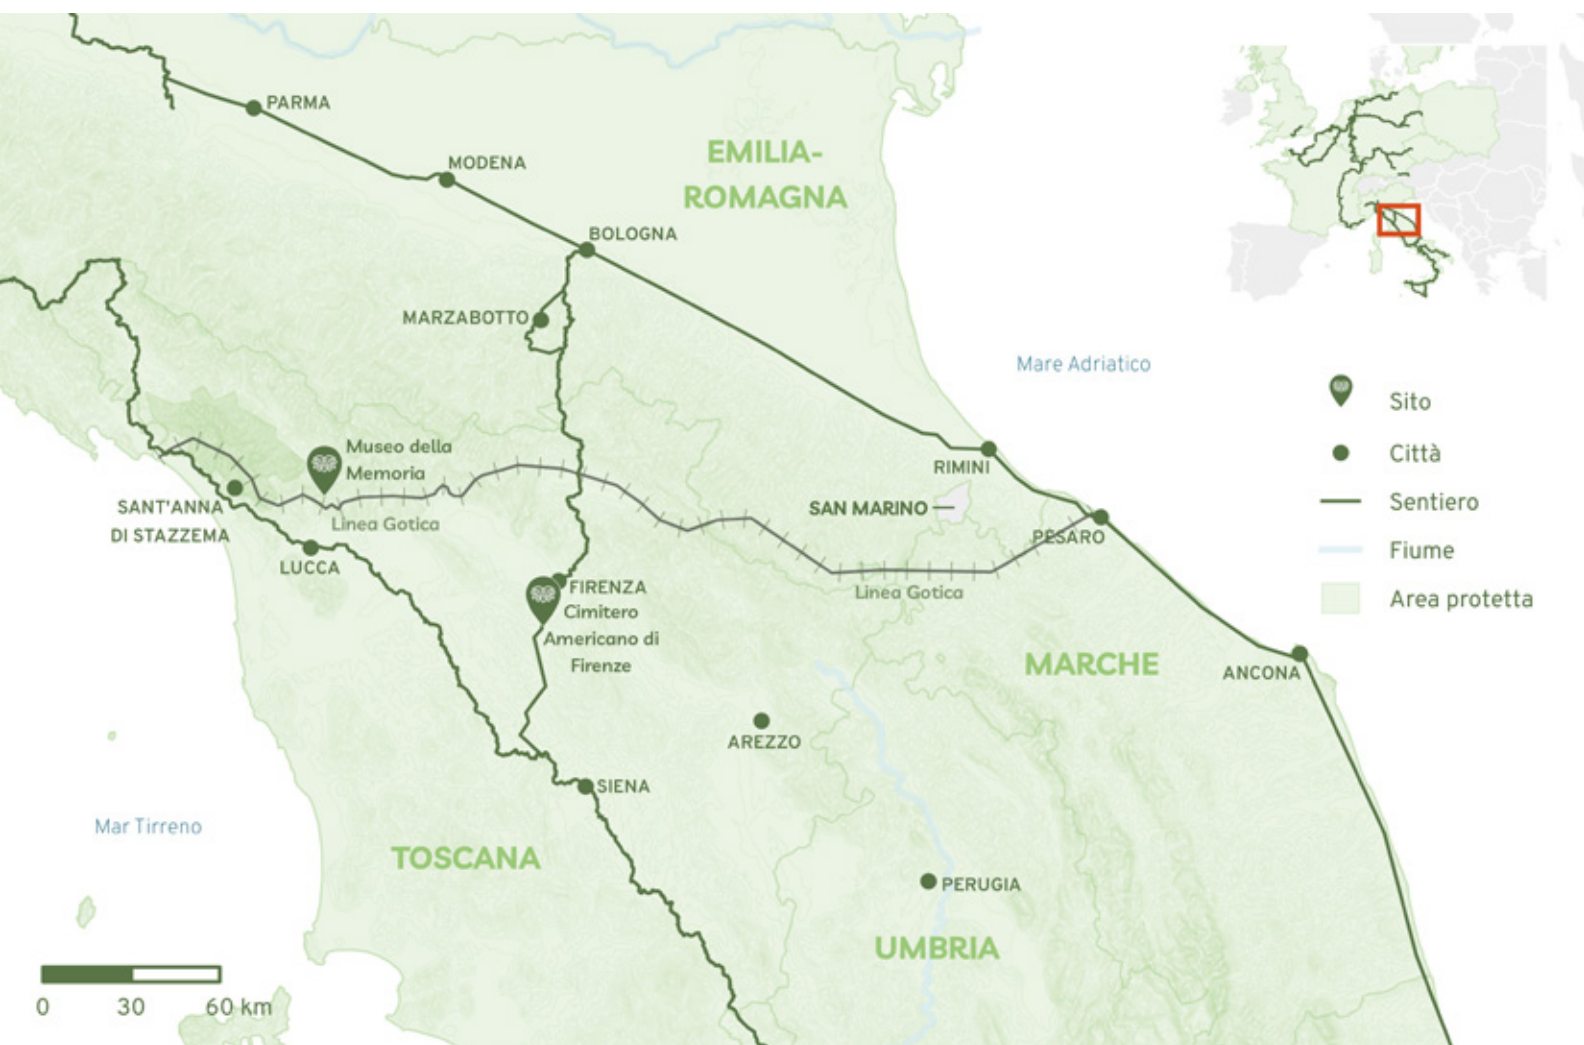 PARMA
MODENA
EMILIA-
ROMAGNA
BOLOGNA
MARZABOTTO
Mare Adriatico
Sito
Città
Sentiero
Fiume
Area protetta
Museo della
Memoria
RIMINI
SANT'ANNA
DI STAZZEMA
Linea Gotica
SAN MARINO
PESARO
LUCCA
FIRENZA
Cimitero
Americano di
Firenze
Linea Gotica
MARCHE
ANCONA
AREZZO
SIENA
Mar Tirreno
TOSCANA
PERUGIA
UMBRIA
0 30 60 km